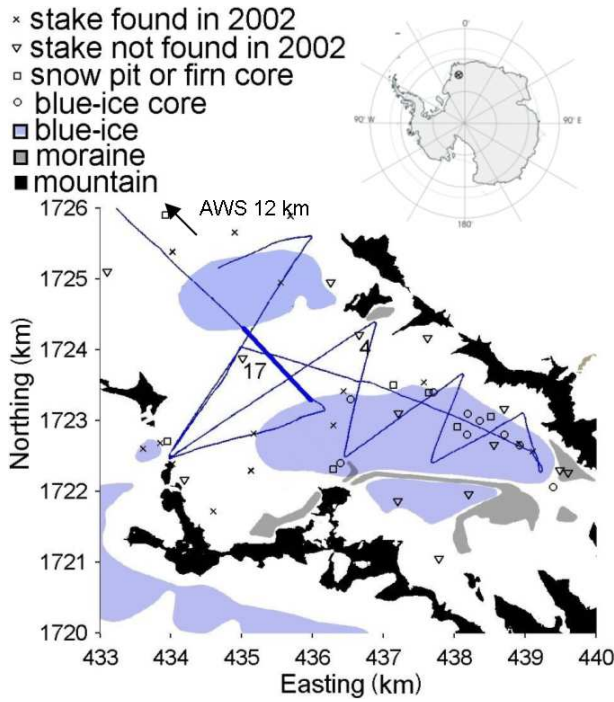 stake found in 2002
stake not found in 2002
snow pit or firn core
blue-ice core
blue-ice
moraine
mountain
0°
90° W
90° E
180°
AWS 12 km
1726
1725
1724
1723
1722
1721
1720
Northing (km)
4
17
433
434
435
436
437
438
439
440
Easting (km)